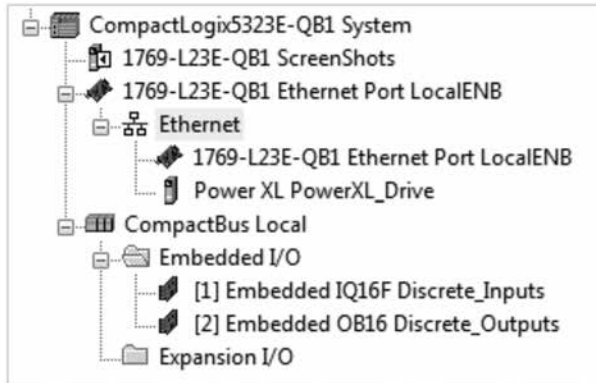 CompactLogix5323E-QB1 System
1769-L23E-QB1 ScreenShots
1769-L23E-QB1 Ethernet Port LocalENB
Ethernet
1769-L23E-QB1 Ethernet Port LocalENB
Power XL PowerXL_Drive
CompactBus Local
Embedded I/O
[1] Embedded IQ16F Discrete_Inputs
[2] Embedded OB16 Discrete_Outputs
Expansion I/O